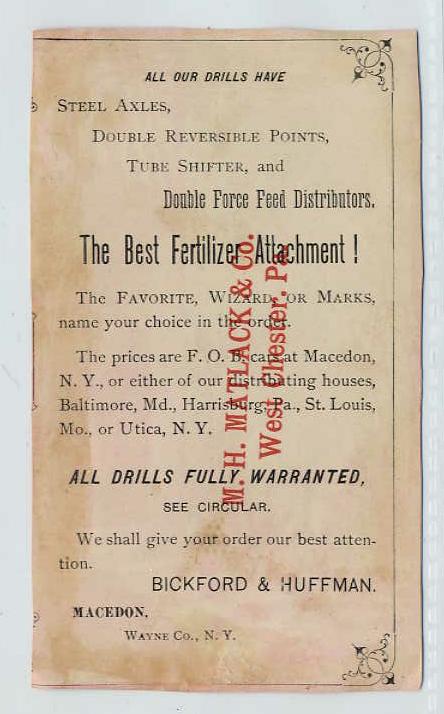 ALL OUR DRILLS HAVE
STEEL AXLES,
DOUBLE REVERSIBLE POINTS,
TUBE SHIFTER, and
Double Force Feed Distributors.
The Best Fertilizer Attachment!
The FAVORITE, WIZARD, OR MARKS,
name your choice in the order.
The prices are F. O. B. cars at Macedon,
N. Y., or either of our distributing houses,
Baltimore, Md., Harrisburg, Pa., St. Louis,
Mo., or Utica, N. Y.
ALL DRILLS FULLY WARRANTED,
SEE CIRCULAR.
We shall give your order our best atten-
tion.
BICKFORD & HUFFMAN.
MACEDON,
WAYNE CO., N. Y.
M. H. MATLACK & Co.
West Chester, Pa.